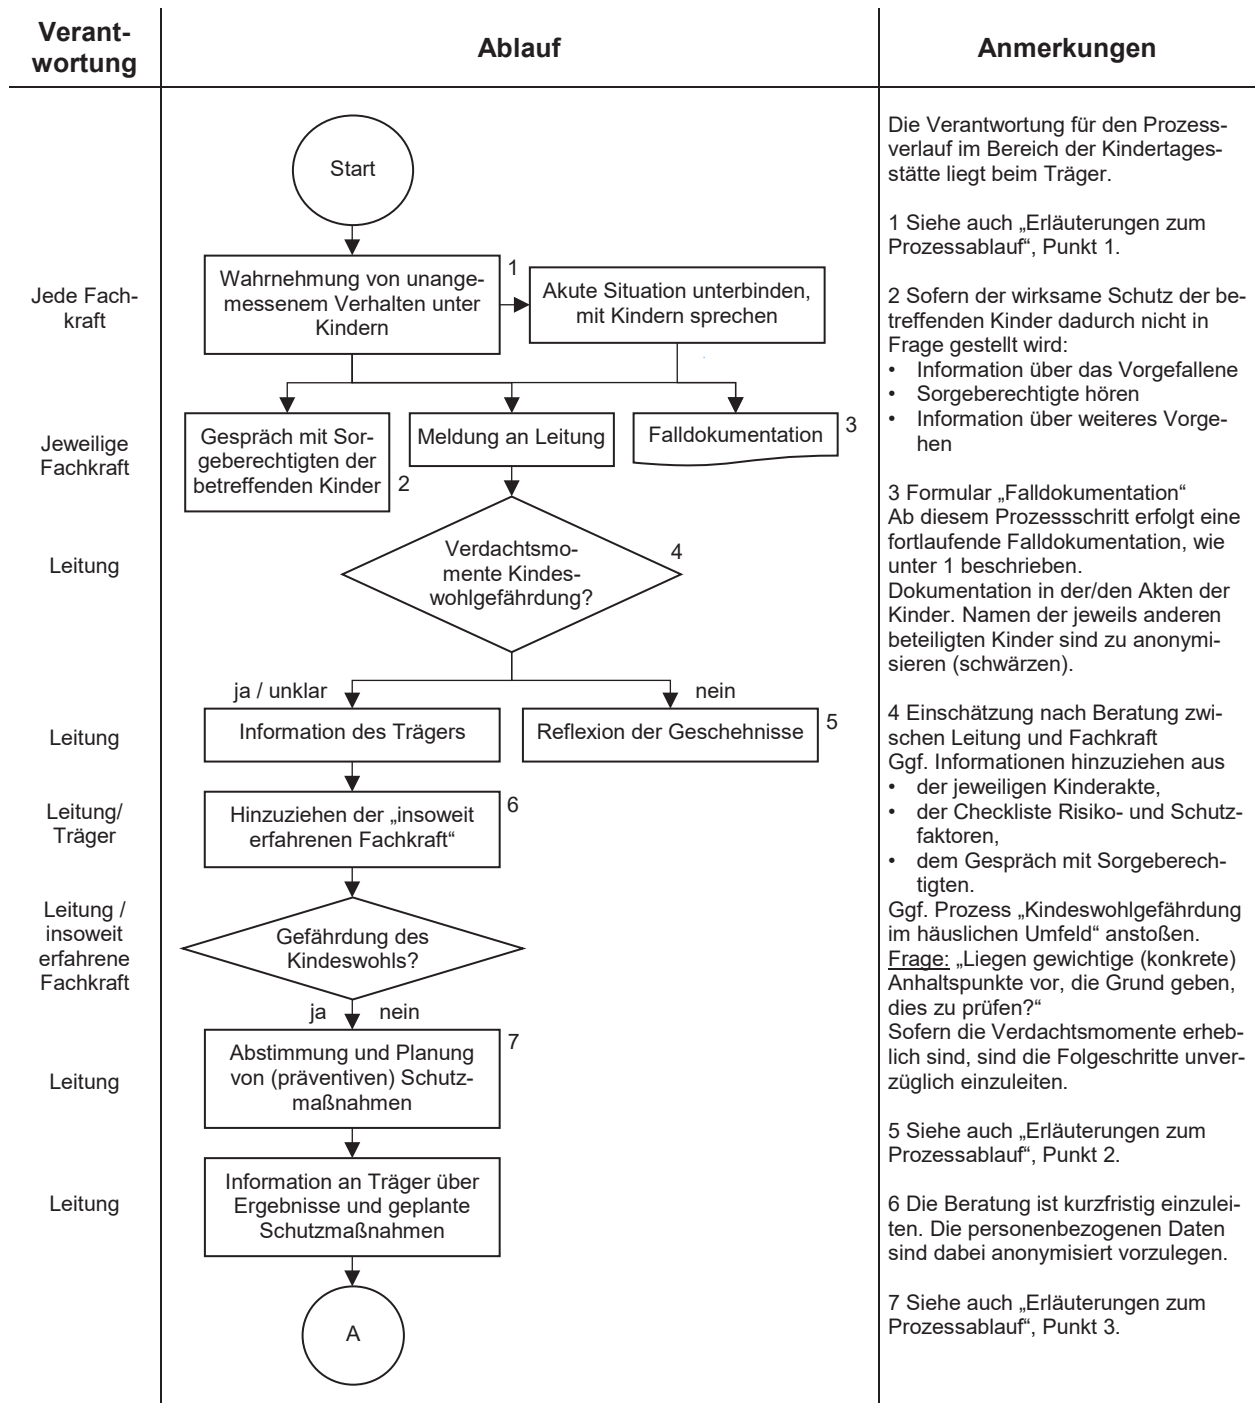 Verant-
wortung
Ablauf
Anmerkungen
Start
Wahrnehmung von unange-
messenem Verhalten unter
Kindern
1
Akute Situation unterbinden,
mit Kindern sprechen
Jede Fach-
kraft
Gespräch mit Sor-
geberechtigten der
betreffenden Kinder
2
Meldung an Leitung
Falldokumentation
3
Jeweilige
Fachkraft
Verdachtsmo-
mente Kindes-
wohlgefährdung?
4
Leitung
ja / unklar
nein
Information des Trägers
Reflexion der Geschehnisse
5
Leitung
Hinzuziehen der „insoweit
erfahrenen Fachkraft“
6
Leitung/
Träger
Gefährdung des
Kindeswohls?
Leitung /
insoweit
erfahrene
Fachkraft
ja
nein
Abstimmung und Planung
von (präventiven) Schutz-
maßnahmen
7
Leitung
Information an Träger über
Ergebnisse und geplante
Schutzmaßnahmen
Leitung
A
Die Verantwortung für den Prozess-
verlauf im Bereich der Kindertages-
stätte liegt beim Träger.
1 Siehe auch „Erläuterungen zum
Prozessablauf“, Punkt 1.
2 Sofern der wirksame Schutz der be-
treffenden Kinder dadurch nicht in
Frage gestellt wird:
• Information über das Vorgefallene
• Sorgeberechtigte hören
• Information über weiteres Vorge-
hen
3 Formular „Falldokumentation“
Ab diesem Prozessschritt erfolgt eine
fortlaufende Falldokumentation, wie
unter 1 beschrieben.
Dokumentation in der/den Akten der
Kinder. Namen der jeweils anderen
beteiligten Kinder sind zu anonymi-
sieren (schwärzen).
4 Einschätzung nach Beratung zwi-
schen Leitung und Fachkraft
Ggf. Informationen hinzuziehen aus
• der jeweiligen Kinderakte,
• der Checkliste Risiko- und Schutz-
faktoren,
• dem Gespräch mit Sorgeberech-
tigten.
Ggf. Prozess „Kindeswohlgefährdung
im häuslichen Umfeld“ anstoßen.
Frage: „Liegen gewichtige (konkrete)
Anhaltspunkte vor, die Grund geben,
dies zu prüfen?“
Sofern die Verdachtsmomente erheb-
lich sind, sind die Folgeschritte unver-
züglich einzuleiten.
5 Siehe auch „Erläuterungen zum
Prozessablauf“, Punkt 2.
6 Die Beratung ist kurzfristig einzulei-
ten. Die personenbezogenen Daten
sind dabei anonymisiert vorzulegen.
7 Siehe auch „Erläuterungen zum
Prozessablauf“, Punkt 3.